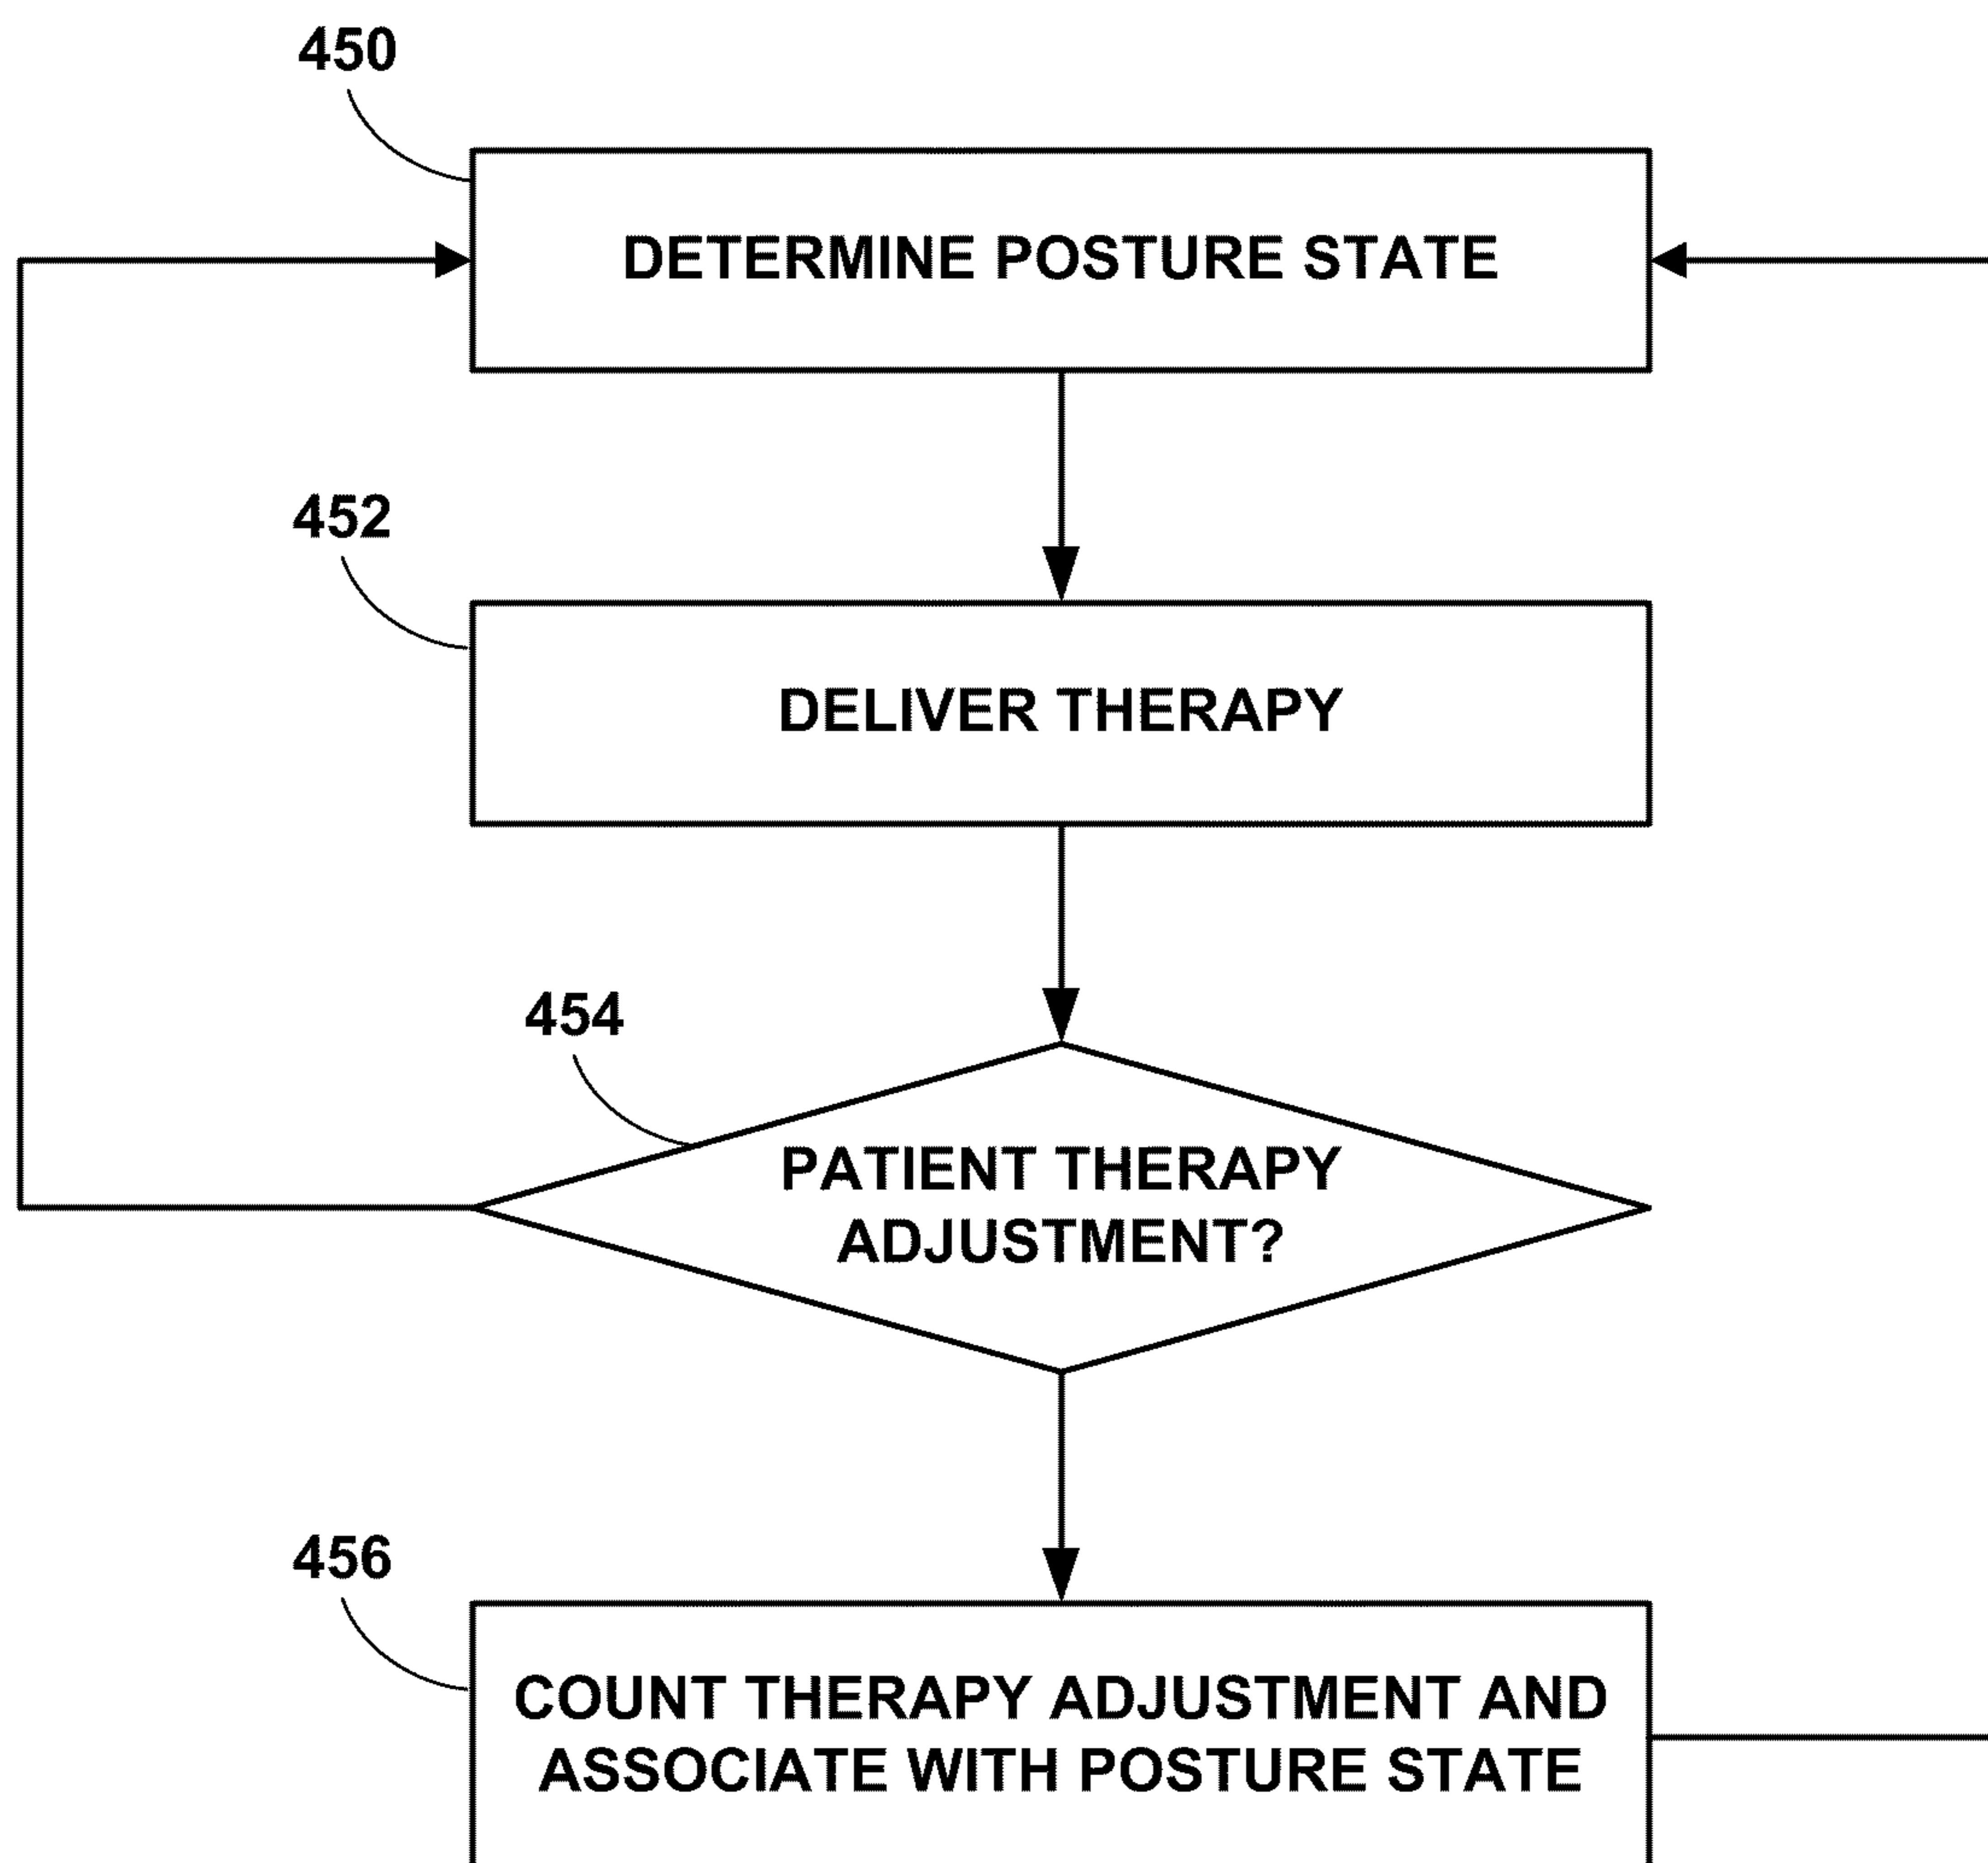 450
DETERMINE POSTURE STATE
452
DELIVER THERAPY
454
PATIENT THERAPY
ADJUSTMENT?
456
COUNT THERAPY ADJUSTMENT AND
ASSOCIATE WITH POSTURE STATE